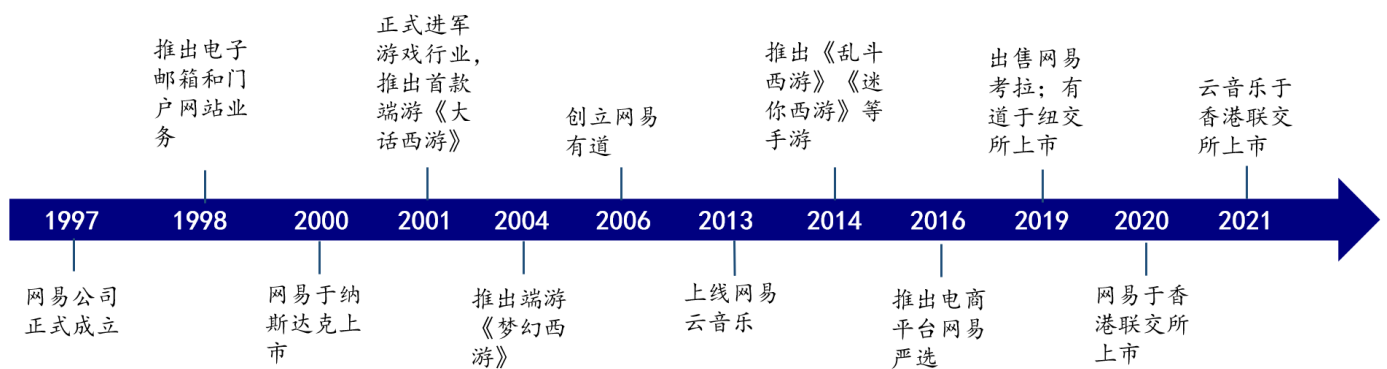 推出电子
邮箱和门
户网站业
务
正式进军
游戏行业，
推出首款
端游《大
话西游》
创立网易
有道
推出《乱斗
西游》《迷
你西游》等
手游
出售网易
考拉；有
道于纽交
所上市
云音乐于
香港联交
所上市
1997 1998 2000 2001 2004 2006 2013 2014 2016 2019 2020 2021
网易公司
正式成立
网易于纳
斯达克上
市
推出端游
《梦幻西
游》
上线网易
云音乐
推出电商
平台网易
严选
网易于香
港联交所
上市